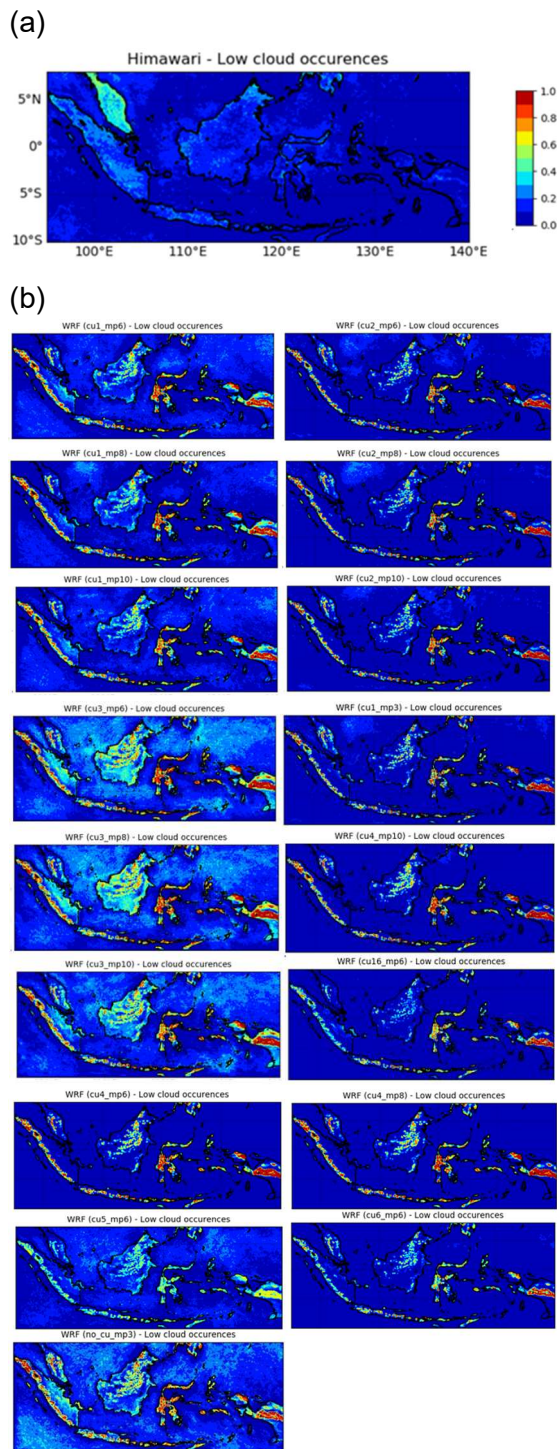 (a)
Himawari - Low cloud occurences
5°N
0°
5°S
10°S
100°E 110°E 120°E 130°E 140°E
1.0
0.8
0.6
0.4
0.2
0.0
(b)
WRF (cu1_mp6) - Low cloud occurences
WRF (cu2_mp6) - Low cloud occurences
WRF (cu1_mp8) - Low cloud occurences
WRF (cu2_mp8) - Low cloud occurences
WRF (cu1_mp10) - Low cloud occurences
WRF (cu2_mp10) - Low cloud occurences
WRF (cu3_mp6) - Low cloud occurences
WRF (cu1_mp3) - Low cloud occurences
WRF (cu3_mp8) - Low cloud occurences
WRF (cu4_mp10) - Low cloud occurences
WRF (cu3_mp10) - Low cloud occurences
WRF (cu16_mp6) - Low cloud occurences
WRF (cu4_mp6) - Low cloud occurences
WRF (cu4_mp8) - Low cloud occurences
WRF (cu5_mp6) - Low cloud occurences
WRF (cu6_mp6) - Low cloud occurences
WRF (no_cu_mp3) - Low cloud occurences